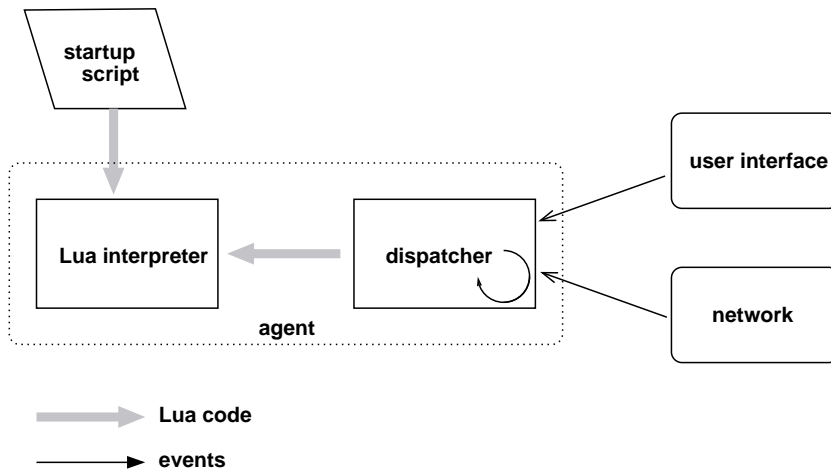 startup
script
user interface
Lua interpreter
dispatcher
network
agent
Lua code
events